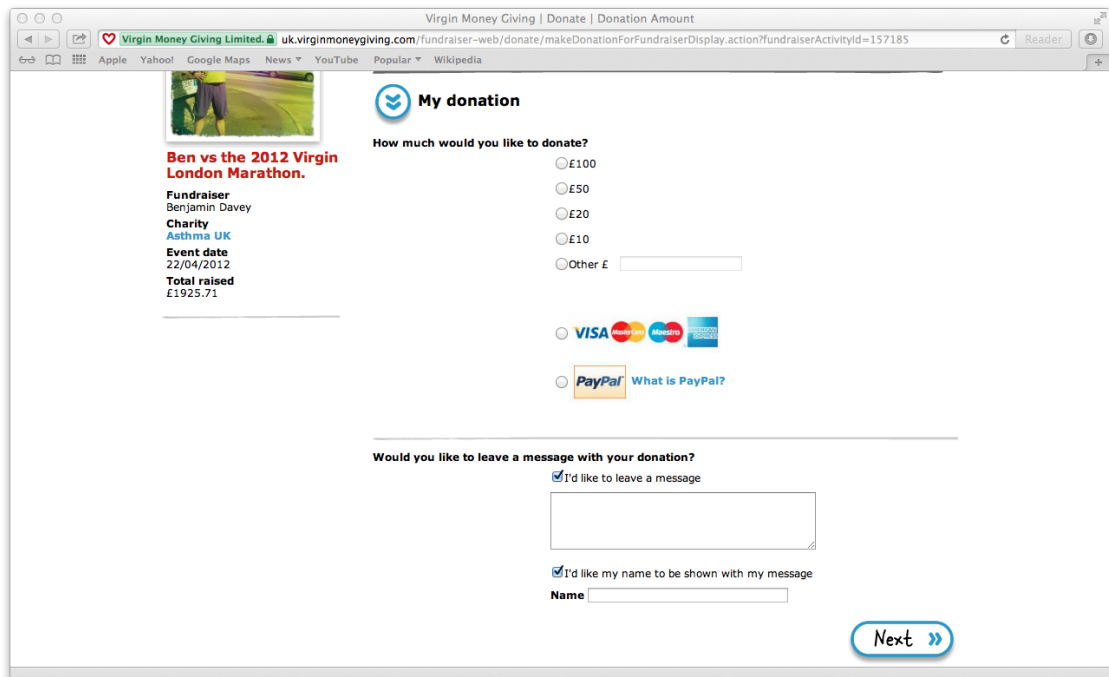 Virgin Money Giving | Donate | Donation Amount
Virgin Money Giving Limited. uk.virginmoneygiving.com/fundraiser-web/donate/makeDonationForFundraiserDisplay.action?fundraiserActivityId=157185
Reader
Apple Yahoo! Google Maps News YouTube Popular Wikipedia
My donation
How much would you like to donate?
£100
£50
£20
£10
Other £
VISA MasterCard Maestro AMERICAN EXPRESS
PayPal What is PayPal?
Ben vs the 2012 Virgin
London Marathon.
Fundraiser
Benjamin Davey
Charity
Asthma UK
Event date
22/04/2012
Total raised
£1925.71
Would you like to leave a message with your donation?
I'd like to leave a message
I'd like my name to be shown with my message
Name
Next